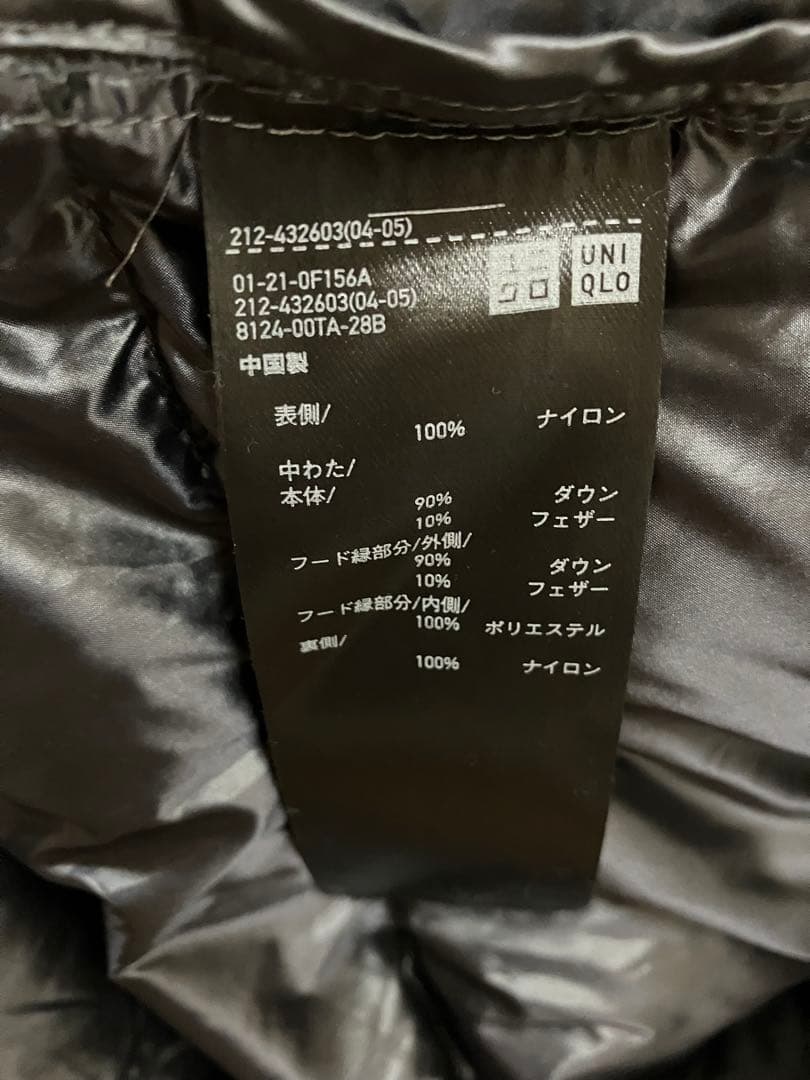 212-432603(04-05)
ユニクロ
UNIQLO
01-21-0F156A
212-432603(04-05)
8124-00TA-28B
中国製
表側/
100% ナイロン
中わた/
本体/
90% ダウン
10% フェザー
フード縁部分/外側/
90% ダウン
10% フェザー
フード縁部分/内側/
100% ポリエステル
裏側/
100% ナイロン